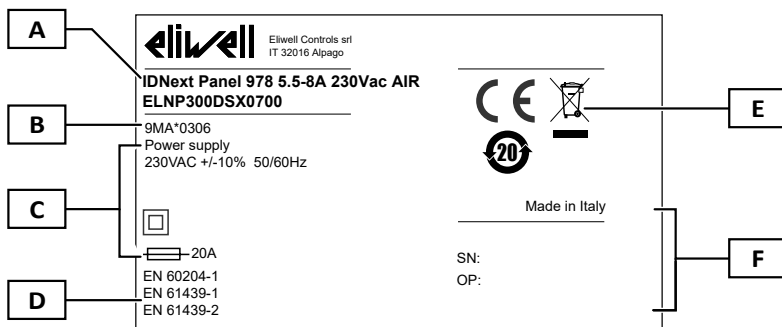 A
B
C
D
eliwell
Eliwell Controls srl
IT 32016 Alpago
IDNext Panel 978 5.5-8A 230Vac AIR
ELNP300DSX0700
9MA*0306
Power supply
230VAC +/-10% 50/60Hz
20A
EN 60204-1
EN 61439-1
EN 61439-2
CE
20
Made in Italy
SN:
OP:
E
F